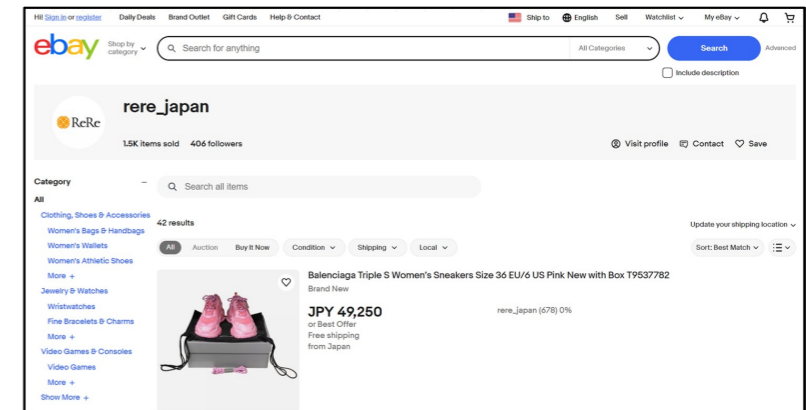 Hi! Sign in or register Daily Deals Brand Outlet Gift Cards Help & Contact Ship to English Sell Watchlist My eBay
ebay Shop by category Search for anything All Categories Search Advanced
Include description
ReRe
rere_japan
1.5K items sold 406 followers Visit profile Contact Save
Category
Search all items
All
Clothing, Shoes & Accessories
42 results Update your shipping location
Women's Bags & Handbags
Women's Wallets
All Auction Buy It Now Condition Shipping Local Sort: Best Match
Women's Athletic Shoes
More +
Jewelry & Watches
Wristwatches
Fine Bracelets & Charms
More +
Video Games & Consoles
Video Games
More +
Show More +
Balenciaga Triple S Women's Sneakers Size 36 EU/6 US Pink New with Box T9537782
Brand New
JPY 49,250 rere_japan (678) 0%
or Best Offer
Free shipping
from Japan